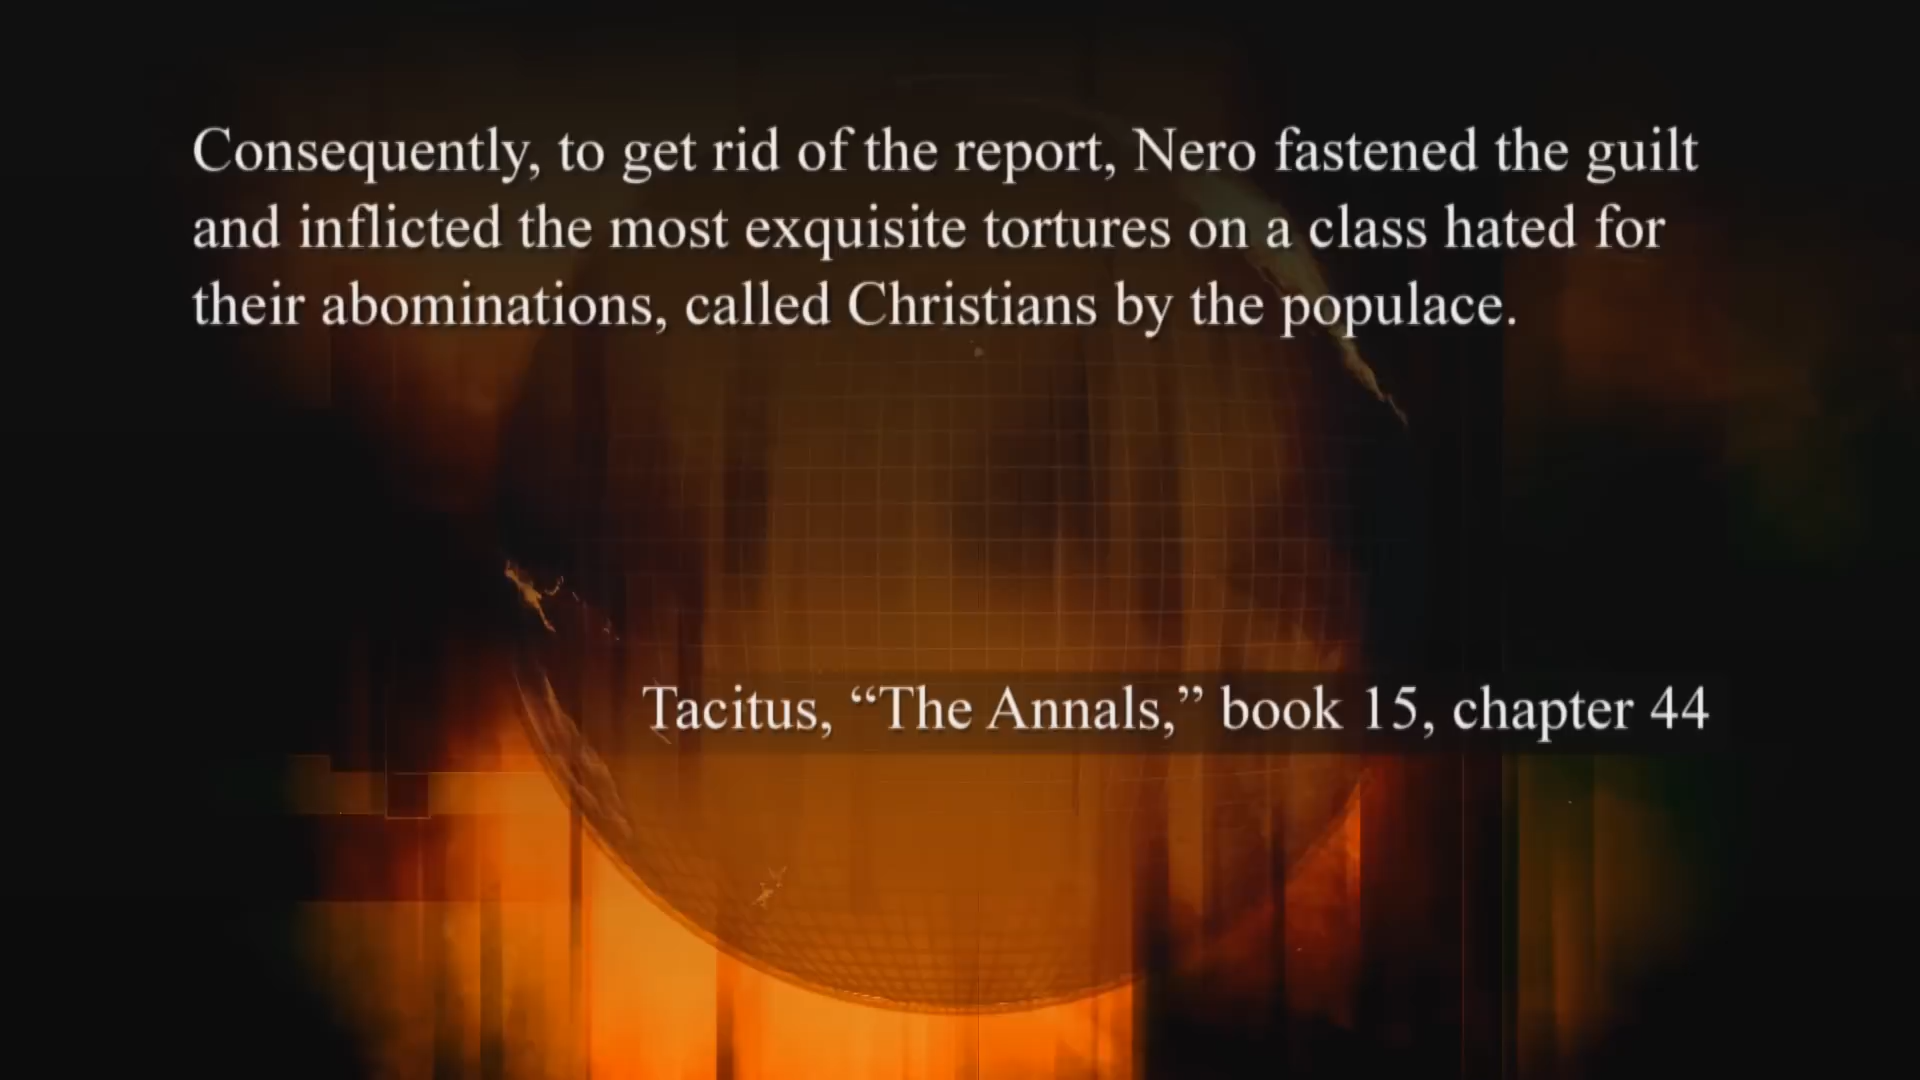 Consequently, to get rid of the report, Nero fastened the guilt
and inflicted the most exquisite tortures on a class hated for
their abominations, called Christians by the populace.
Tacitus, “The Annals,” book 15, chapter 44